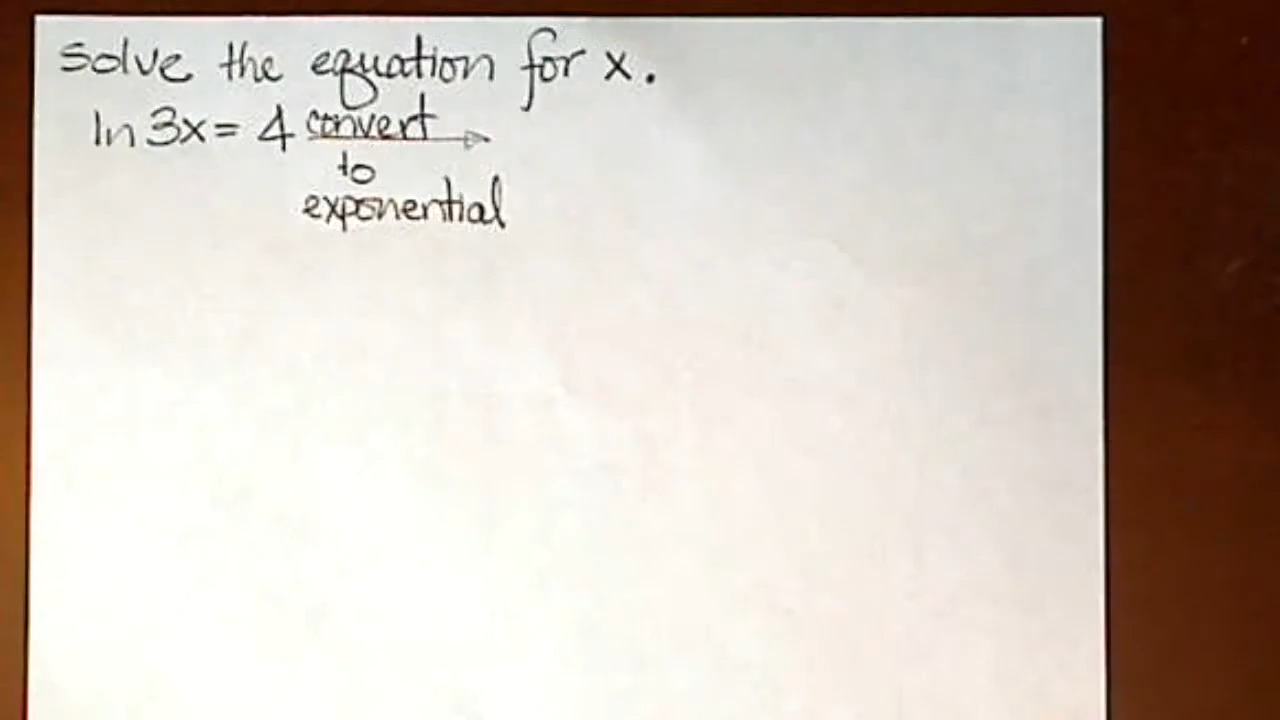 Solve the equation for x.
ln 3x = 4 convert
to
exponential